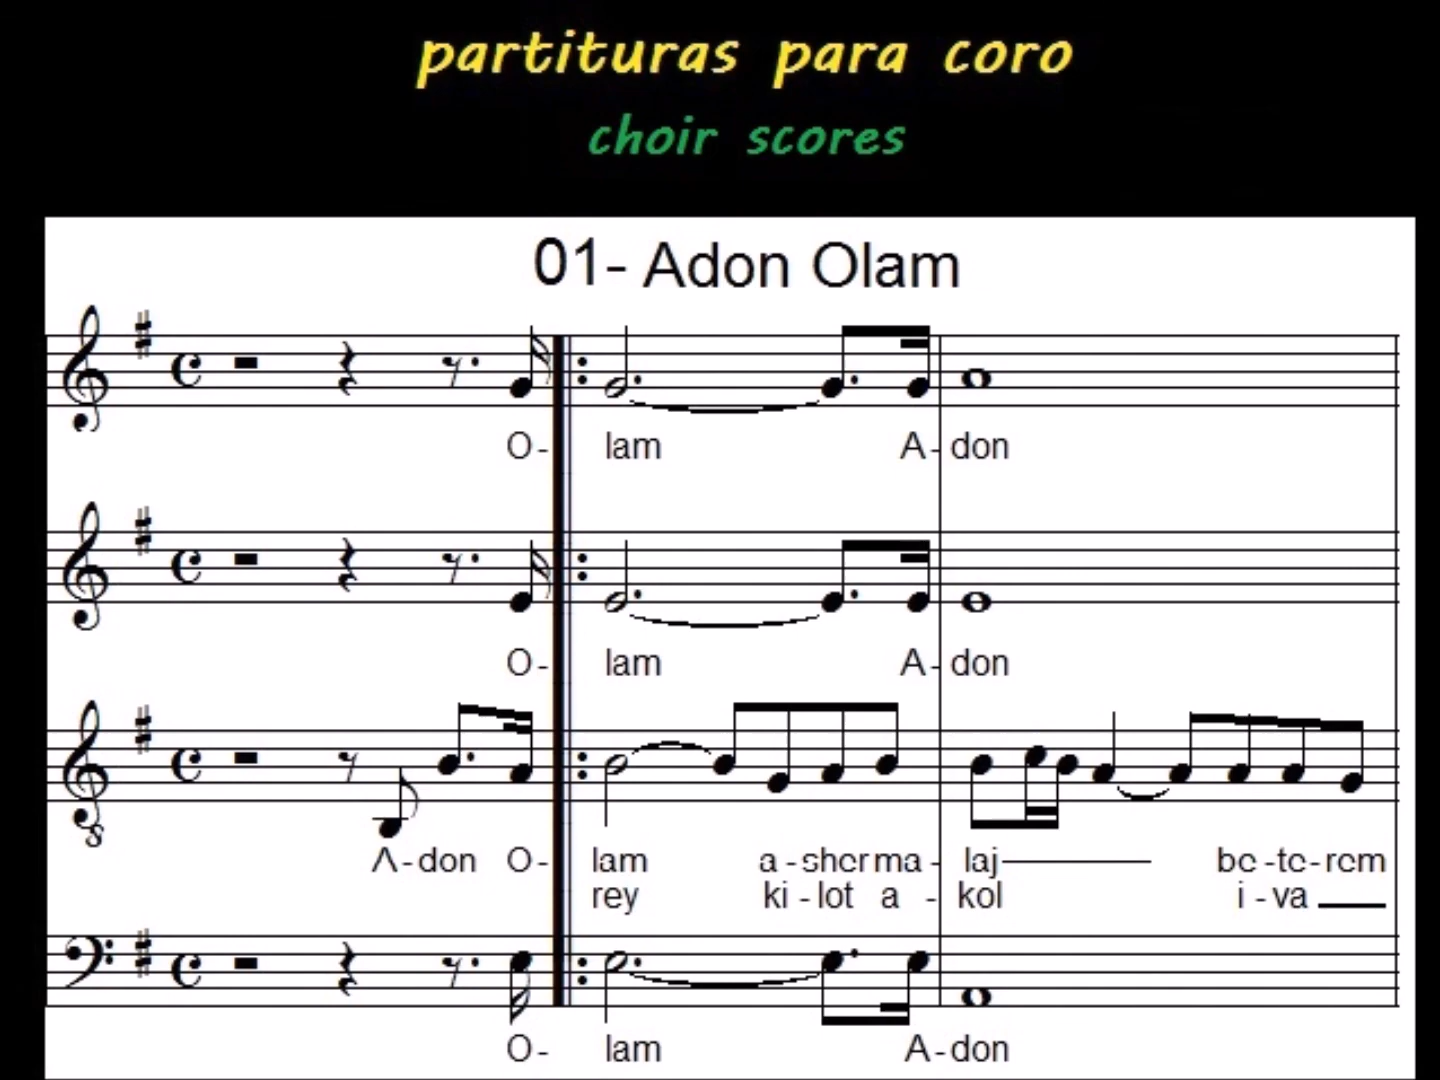 partituras para coro
choir scores
01- Adon Olam
O- lam A- don
O- lam A- don
A-don O- lam a-sher ma- laj be-te-rem
rey ki-lot a - kol i-va
O- lam A-don